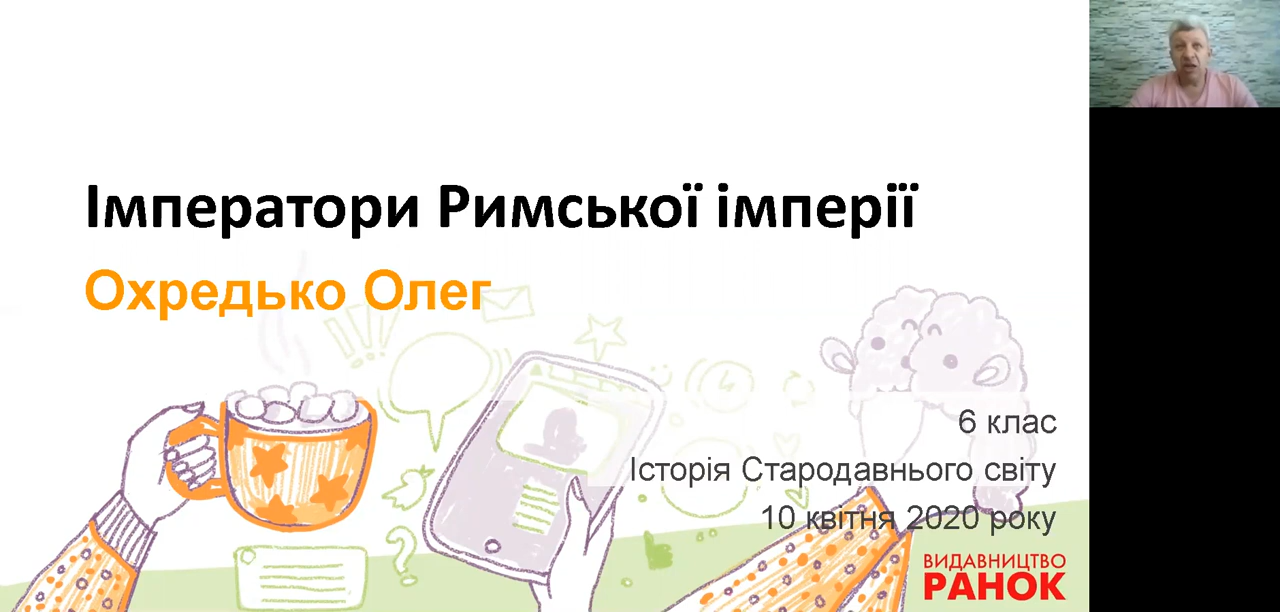 Імператори Римської імперії
Охредько Олег
6 клас
Історія Стародавнього світу
10 квітня 2020 року
ВИДАВНИЦТВО
РАНОК